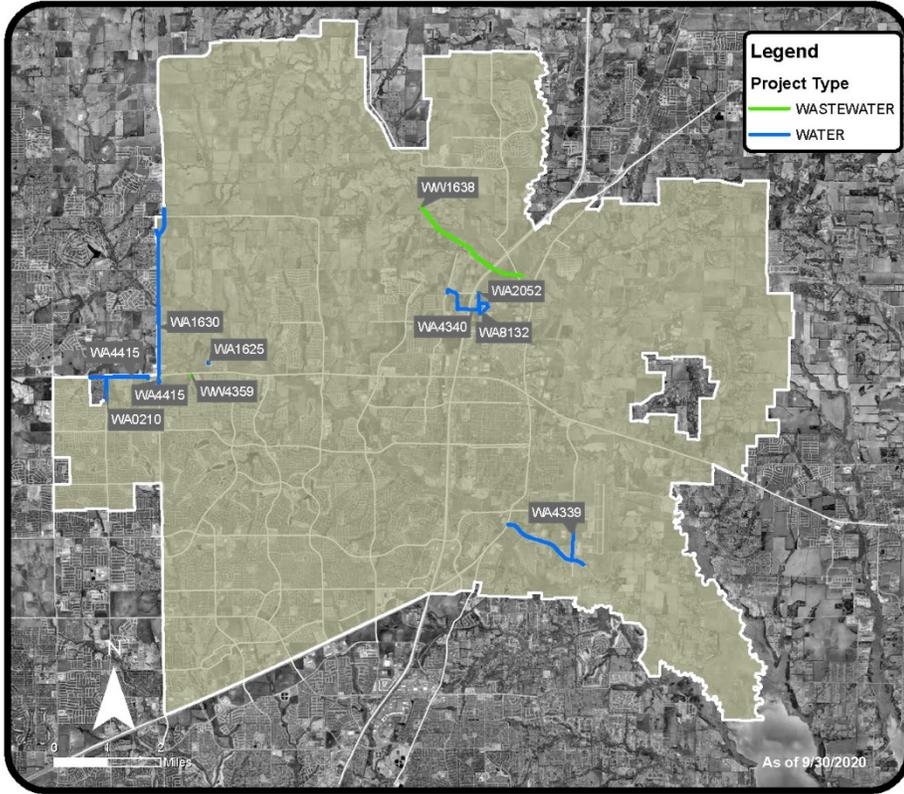 Legend
Project Type
WASTEWATER
WATER
WW1638
WA2052
WA4340
WA8132
WA1630
WA1625
WA4415
WA4415
WW4359
WA0210
WA4339
N
0 1 2
Miles
As of 9/30/2020